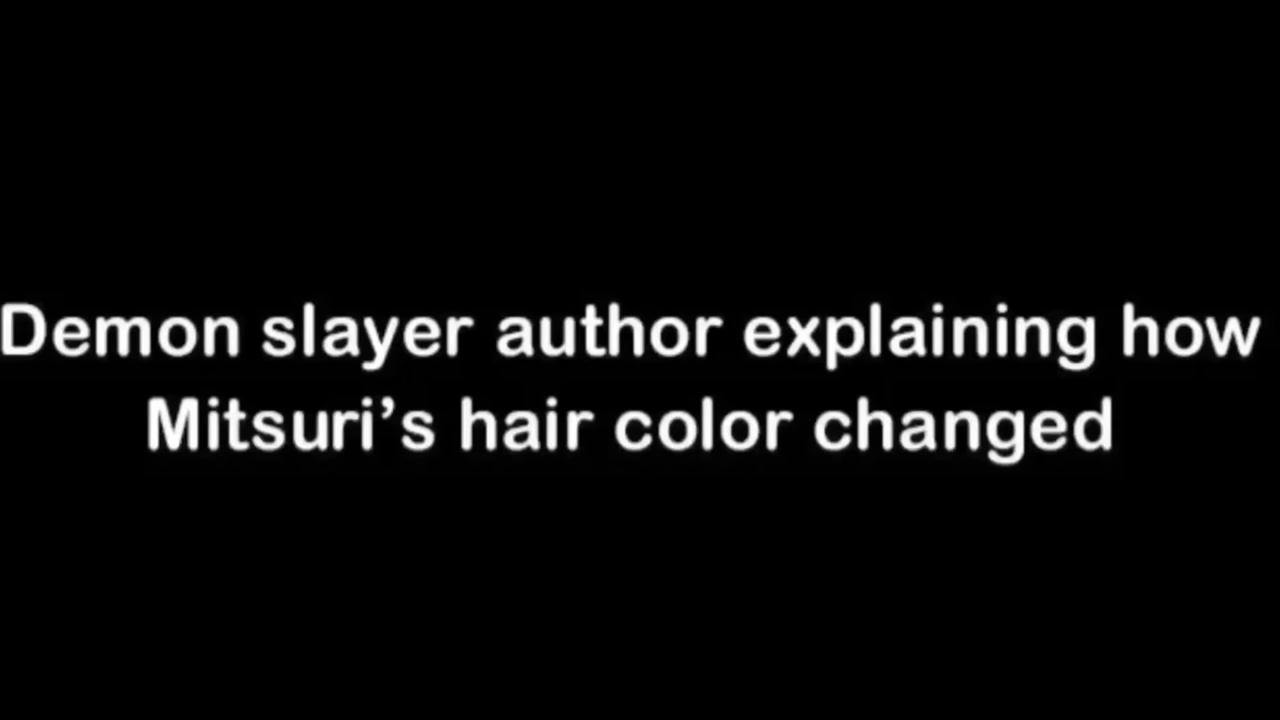 Demon slayer author explaining how
Mitsuri’s hair color changed